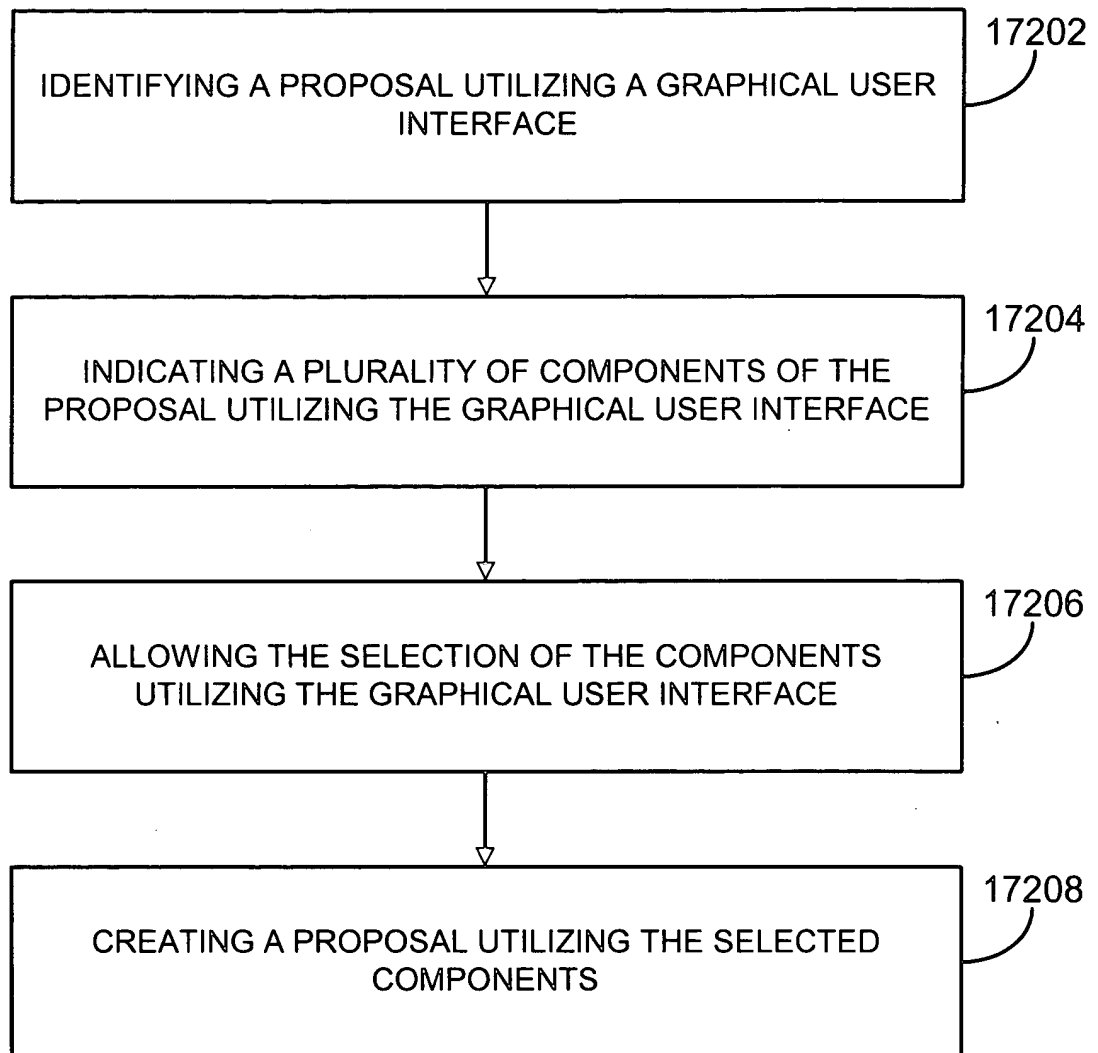 17202
IDENTIFYING A PROPOSAL UTILIZING A GRAPHICAL USER
INTERFACE
17204
INDICATING A PLURALITY OF COMPONENTS OF THE
PROPOSAL UTILIZING THE GRAPHICAL USER INTERFACE
17206
ALLOWING THE SELECTION OF THE COMPONENTS
UTILIZING THE GRAPHICAL USER INTERFACE
17208
CREATING A PROPOSAL UTILIZING THE SELECTED
COMPONENTS